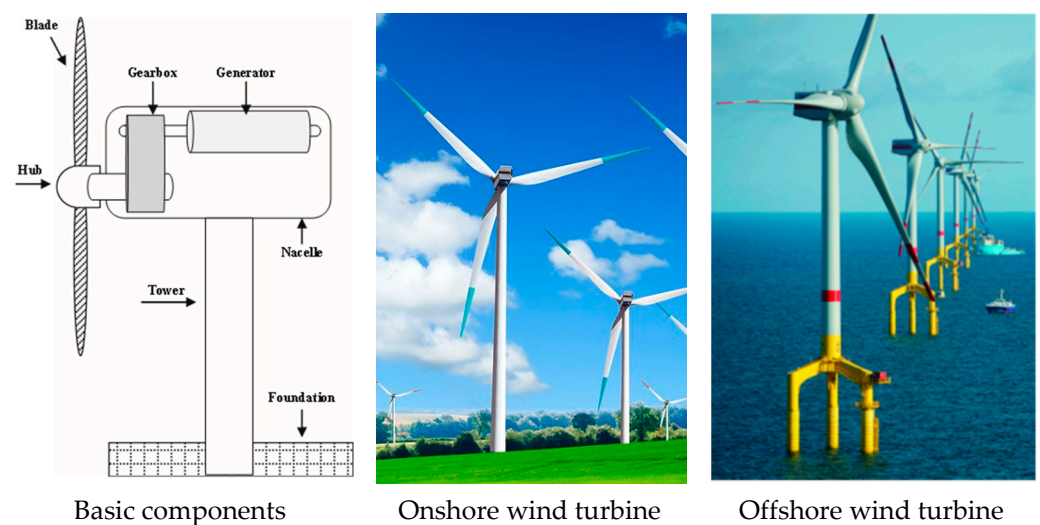 Blade
Gearbox
Generator
Hub
Nacelle
Tower
Foundation
Basic components
Onshore wind turbine
Offshore wind turbine